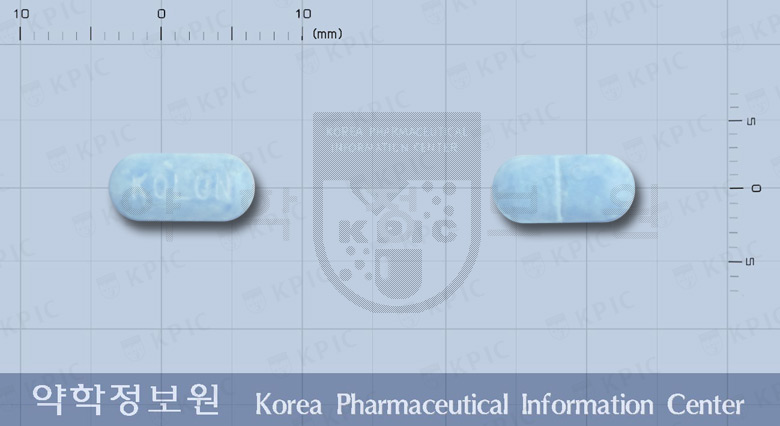 10 0 10 (mm)
KOREA PHARMACEUTICAL
INFORMATION CENTER
5
KOLON
0
KPIC
5
약학정보원 Korea Pharmaceutical Information Center